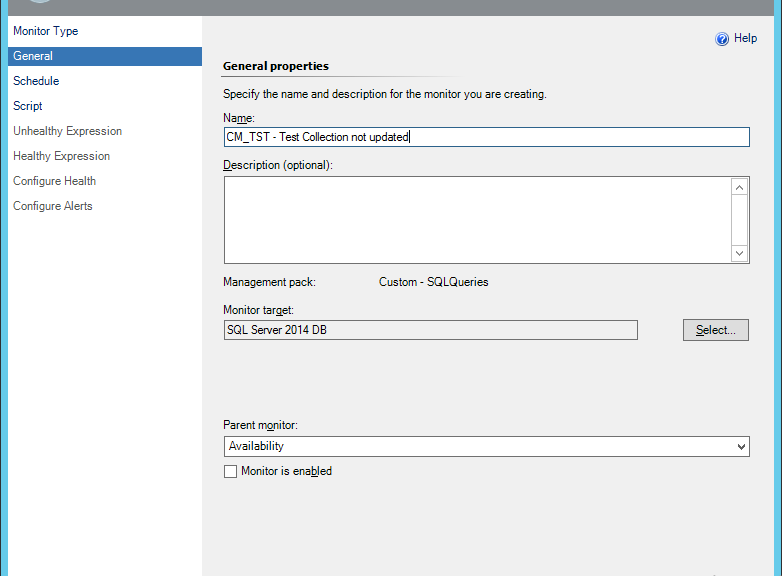 Monitor Type
General
Schedule
Script
Unhealthy Expression
Healthy Expression
Configure Health
Configure Alerts
Help
General properties
Specify the name and description for the monitor you are creating.
Name:
CM_TST - Test Collection not updated
Description (optional):
Management pack: Custom - SQLQueries
Monitor target:
SQL Server 2014 DB
Select...
Parent monitor:
Availability
Monitor is enabled